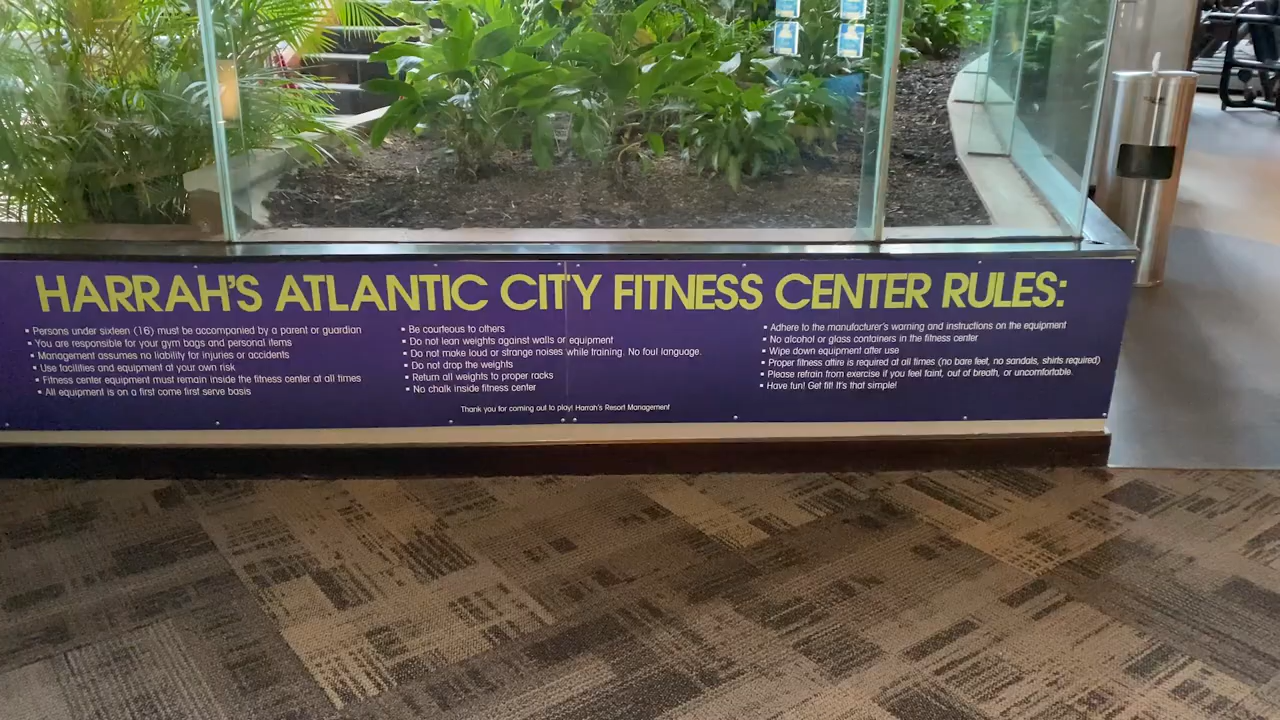 HARRAH'S ATLANTIC CITY FITNESS CENTER RULES:
▪ Persons under sixteen (16) must be accompanied by a parent or guardian
▪ You are responsible for your gym bags and personal items
▪ Management assumes no liability for injuries or accidents
▪ Use facilities and equipment at your own risk
▪ Fitness center equipment must remain inside the fitness center at all times
▪ All equipment is on a first come first serve basis
▪ Be courteous to others
▪ Do not lean weights against walls or equipment
▪ Do not make loud or strange noises while training. No foul language.
▪ Do not drop the weights
▪ Return all weights to proper racks
▪ No chalk inside fitness center
▪ Adhere to the manufacturer's warning and instructions on the equipment
▪ No alcohol or glass containers in the fitness center
▪ Wipe down equipment after use
▪ Proper fitness attire is required at all times (no bare feet, no sandals, shirts required)
▪ Please refrain from exercise if you feel faint, out of breath, or uncomfortable.
▪ Have fun! Get fit! It's that simple!
Thank you for coming out to play! Harrah's Resort Management